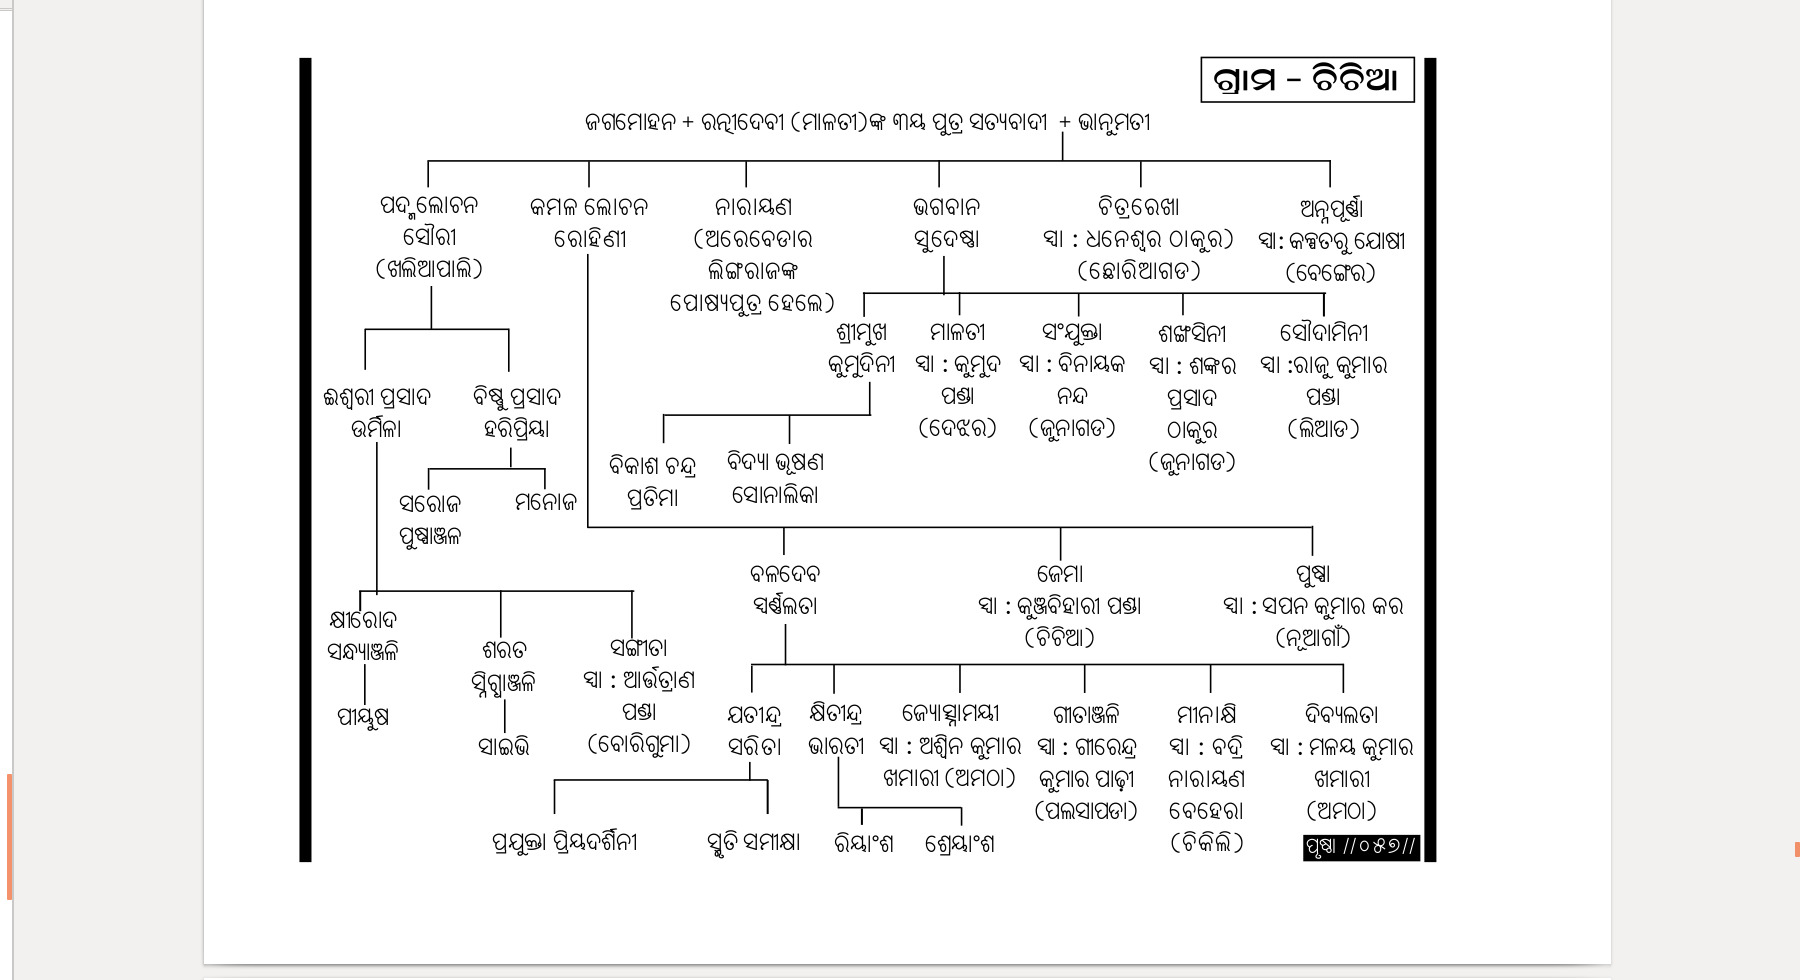 ଗ୍ରାମ - ଚିଚିଆ
ଜଗମୋହନ + ରତ୍ନୀଦେବୀ (ମାଳତୀ)ଙ୍କ ୩ୟ ପୁତ୍ର ସତ୍ୟବାଦୀ + ଭାନୁମତୀ
ପଦ୍ମଲୋଚନ
ସୌରୀ
(ଖଲିଆପାଲି)
କମଳ ଲୋଚନ
ରୋହିଣୀ
ନାରାୟଣ
(ଅରେବେଡାର
ଲିଙ୍ଗରାଜଙ୍କ
ପୋଷ୍ୟପୁତ୍ର ହେଲେ)
ଭଗବାନ
ସୁଦେଷ୍ଣା
ଚିତ୍ରରେଖା
ସ୍ୱା : ଧନେଶ୍ୱର ଠାକୁର)
(ଛୋରିଆଗଡ)
ଅନ୍ନପୂର୍ଣ୍ଣା
ସ୍ୱା: କଳ୍ପତରୁ ଯୋଷୀ
(ବେଙ୍ଗେର)
ଶ୍ରୀମୁଖ
କୁମୁଦିନୀ
ମାଳତୀ
ସ୍ୱା : କୁମୁଦ
ପଣ୍ଡା
(ଦେଝର)
ସଂଯୁକ୍ତା
ସ୍ୱା : ବିନାୟକ
ନନ୍ଦ
(ଜୁନାଗଡ)
ଶଙ୍ଖସିନୀ
ସ୍ୱା : ଶଙ୍କର
ପ୍ରସାଦ
ଠାକୁର
(ଜୁନାଗଡ)
ସୌଦାମିନୀ
ସ୍ୱା :ରାଜୁ କୁମାର
ପଣ୍ଡା
(ଲିଆଡ)
ଈଶ୍ୱରୀ ପ୍ରସାଦ
ଉର୍ମିଳା
ବିଷ୍ଣୁ ପ୍ରସାଦ
ହରିପ୍ରିୟା
ସରୋଜ
ପୁଷ୍ପାଞ୍ଜଳ
ମନୋଜ
ବିକାଶ ଚନ୍ଦ୍ର
ପ୍ରତିମା
ବିଦ୍ୟା ଭୂଷଣ
ସୋନାଲିକା
ବଳଦେବ
ସ୍ୱର୍ଣ୍ଣଲତା
ଜେମା
ସ୍ୱା : କୁଞ୍ଜବିହାରୀ ପଣ୍ଡା
(ଚିଚିଆ)
ପୁଷ୍ପା
ସ୍ୱା : ସପନ କୁମାର କର
(ନୂଆଗାଁ)
କ୍ଷୀରୋଦ
ସନ୍ଧ୍ୟାଞ୍ଜଳି
ପୀୟୁଷ
ଶରତ
ସ୍ନିଗ୍ଧାଞ୍ଜଳି
ସାଇଭି
ସଙ୍ଗୀତା
ସ୍ୱା : ଆର୍ତ୍ତତ୍ରାଣ
ପଣ୍ଡା
(ବୋରିଗୁମା)
ଯତୀନ୍ଦ୍ର
ସରିତା
କ୍ଷିତୀନ୍ଦ୍ର
ଭାରତୀ
ଜ୍ୟୋତ୍ସ୍ନାମୟୀ
ସ୍ୱା : ଅଶ୍ୱିନ କୁମାର
ଖମାରୀ (ଅମଠା)
ଗୀତାଞ୍ଜଳି
ସ୍ୱା : ଗୀରେନ୍ଦ୍ର
କୁମାର ପାଢ଼ୀ
(ପଲସାପଡା)
ମୀନାକ୍ଷି
ସ୍ୱା : ବଦ୍ରି
ନାରାୟଣ
ବେହେରା
(ଚିକିଲି)
ଦିବ୍ୟଲତା
ସ୍ୱା : ମଳୟ କୁମାର
ଖମାରୀ
(ଅମଠା)
ପ୍ରଯୁକ୍ତା ପ୍ରିୟଦର୍ଶିନୀ
ସ୍ମୃତି ସମୀକ୍ଷା
ରିୟାଂଶ
ଶ୍ରେୟାଂଶ
ପୃଷ୍ଠା //୦୫୭//